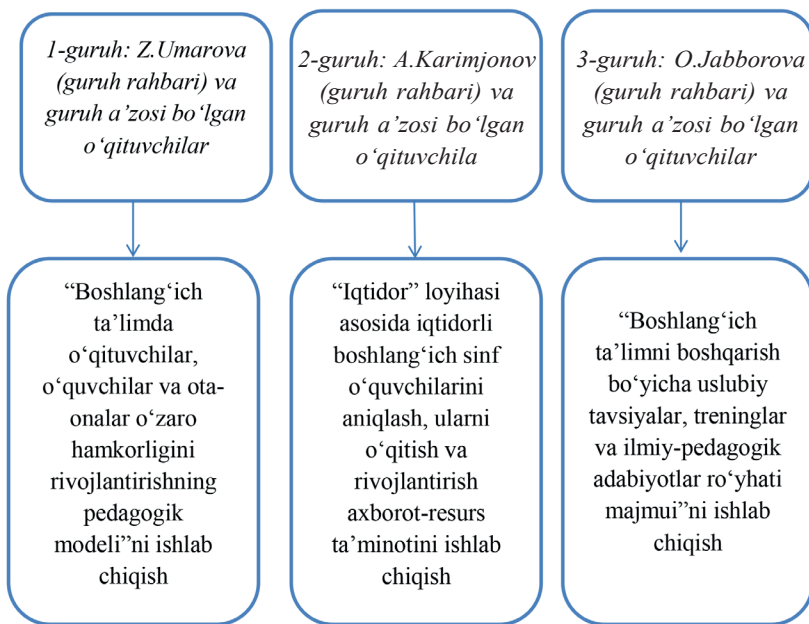 1-guruh: Z.Umarova
(guruh rahbari) va
guruh a’zosi bo‘lgan
o‘qituvchilar
2-guruh: A.Karimjonov
(guruh rahbari) va
guruh a’zosi bo‘lgan
o‘qituvchila
3-guruh: O.Jabborova
(guruh rahbari) va
guruh a’zosi bo‘lgan
o‘qituvchilar
“Boshlang‘ich
ta’limda
o‘qituvchilar,
o‘quvchilar va ota-
onalar o‘zaro
hamkorligini
rivojlantirishning
pedagogik
modeli”ni ishlab
chiqish
“Iqtidor” loyihasi
asosida iqtidorli
boshlang‘ich sinf
o‘quvchilarini
aniqlash, ularni
o‘qitish va
rivojlantirish
axborot-resurs
ta’minotini ishlab
chiqish
“Boshlang‘ich
ta’limni boshqarish
bo‘yicha uslubiy
tavsiyalar, treninglar
va ilmiy-pedagogik
adabiyotlar ro‘yhati
majmui”ni ishlab
chiqish